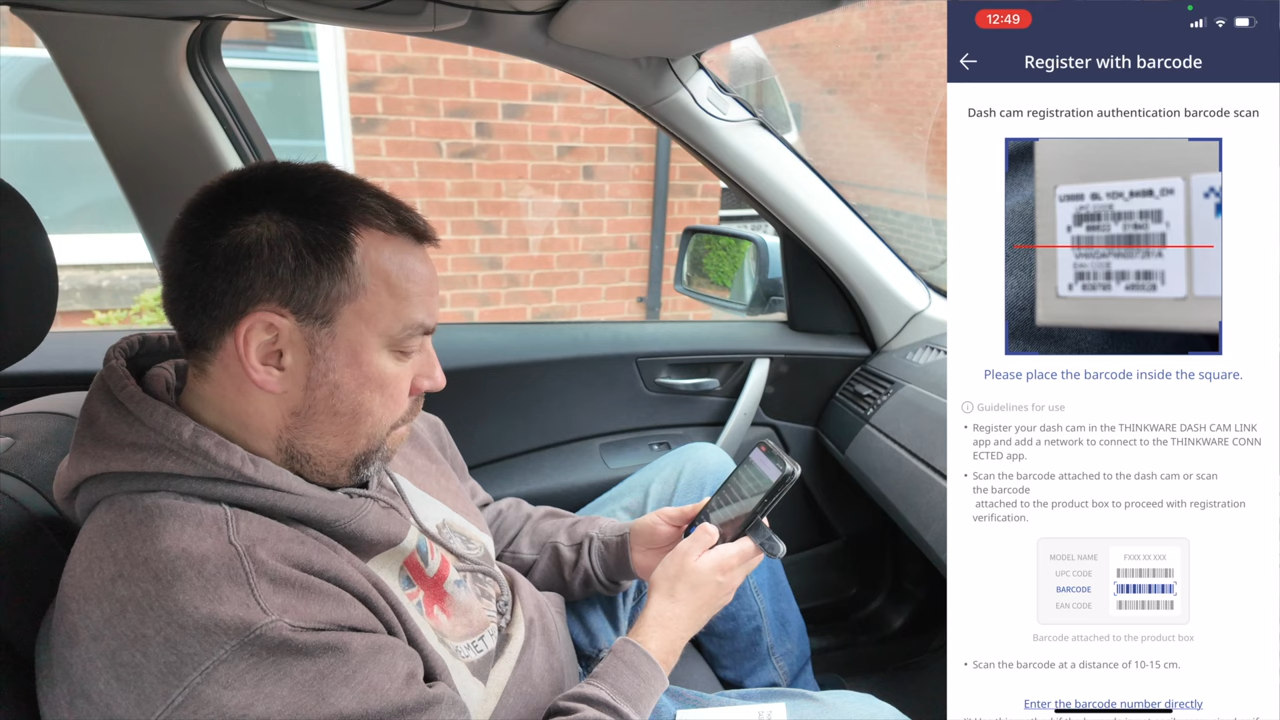 12:49
Register with barcode
Dash cam registration authentication barcode scan
Please place the barcode inside the square.
Guidelines for use
• Register your dash cam in the THINKWARE DASH CAM LINK
app and add a network to connect to the THINKWARE CONN
ECTED app.
• Scan the barcode attached to the dash cam or scan
the barcode
attached to the product box to proceed with registration
verification.
MODEL NAME FXXX XX XXX
UPC CODE
BARCODE
EAN CODE
Barcode attached to the product box
• Scan the barcode at a distance of 10-15 cm.
Enter the barcode number directly